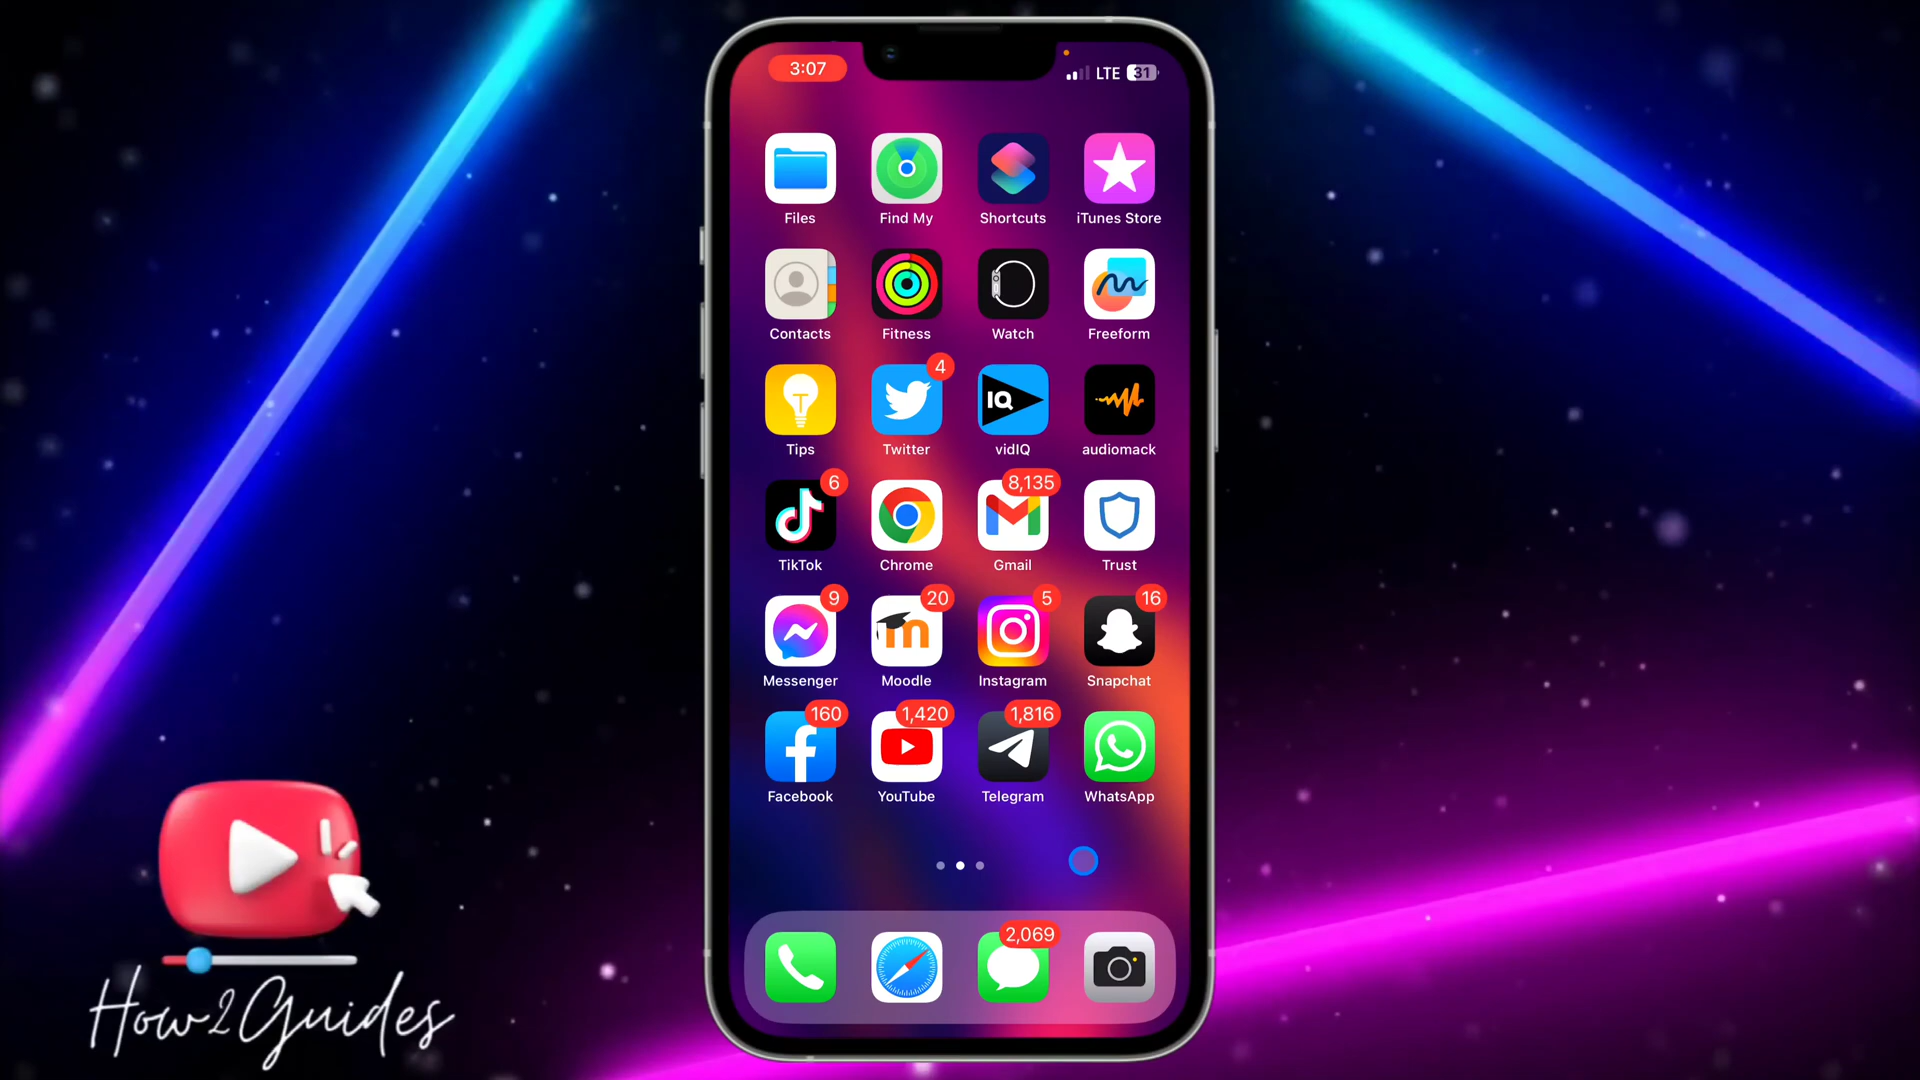 3:07
LTE 31
Files Find My Shortcuts iTunes Store
Contacts Fitness Watch Freeform
4
IQ
Tips Twitter vidIQ audiomack
6 8,135
TikTok Chrome Gmail Trust
9 20 5 16
m
Messenger Moodle Instagram Snapchat
160 1,420 1,816
Facebook YouTube Telegram WhatsApp
2,069
How2Guides